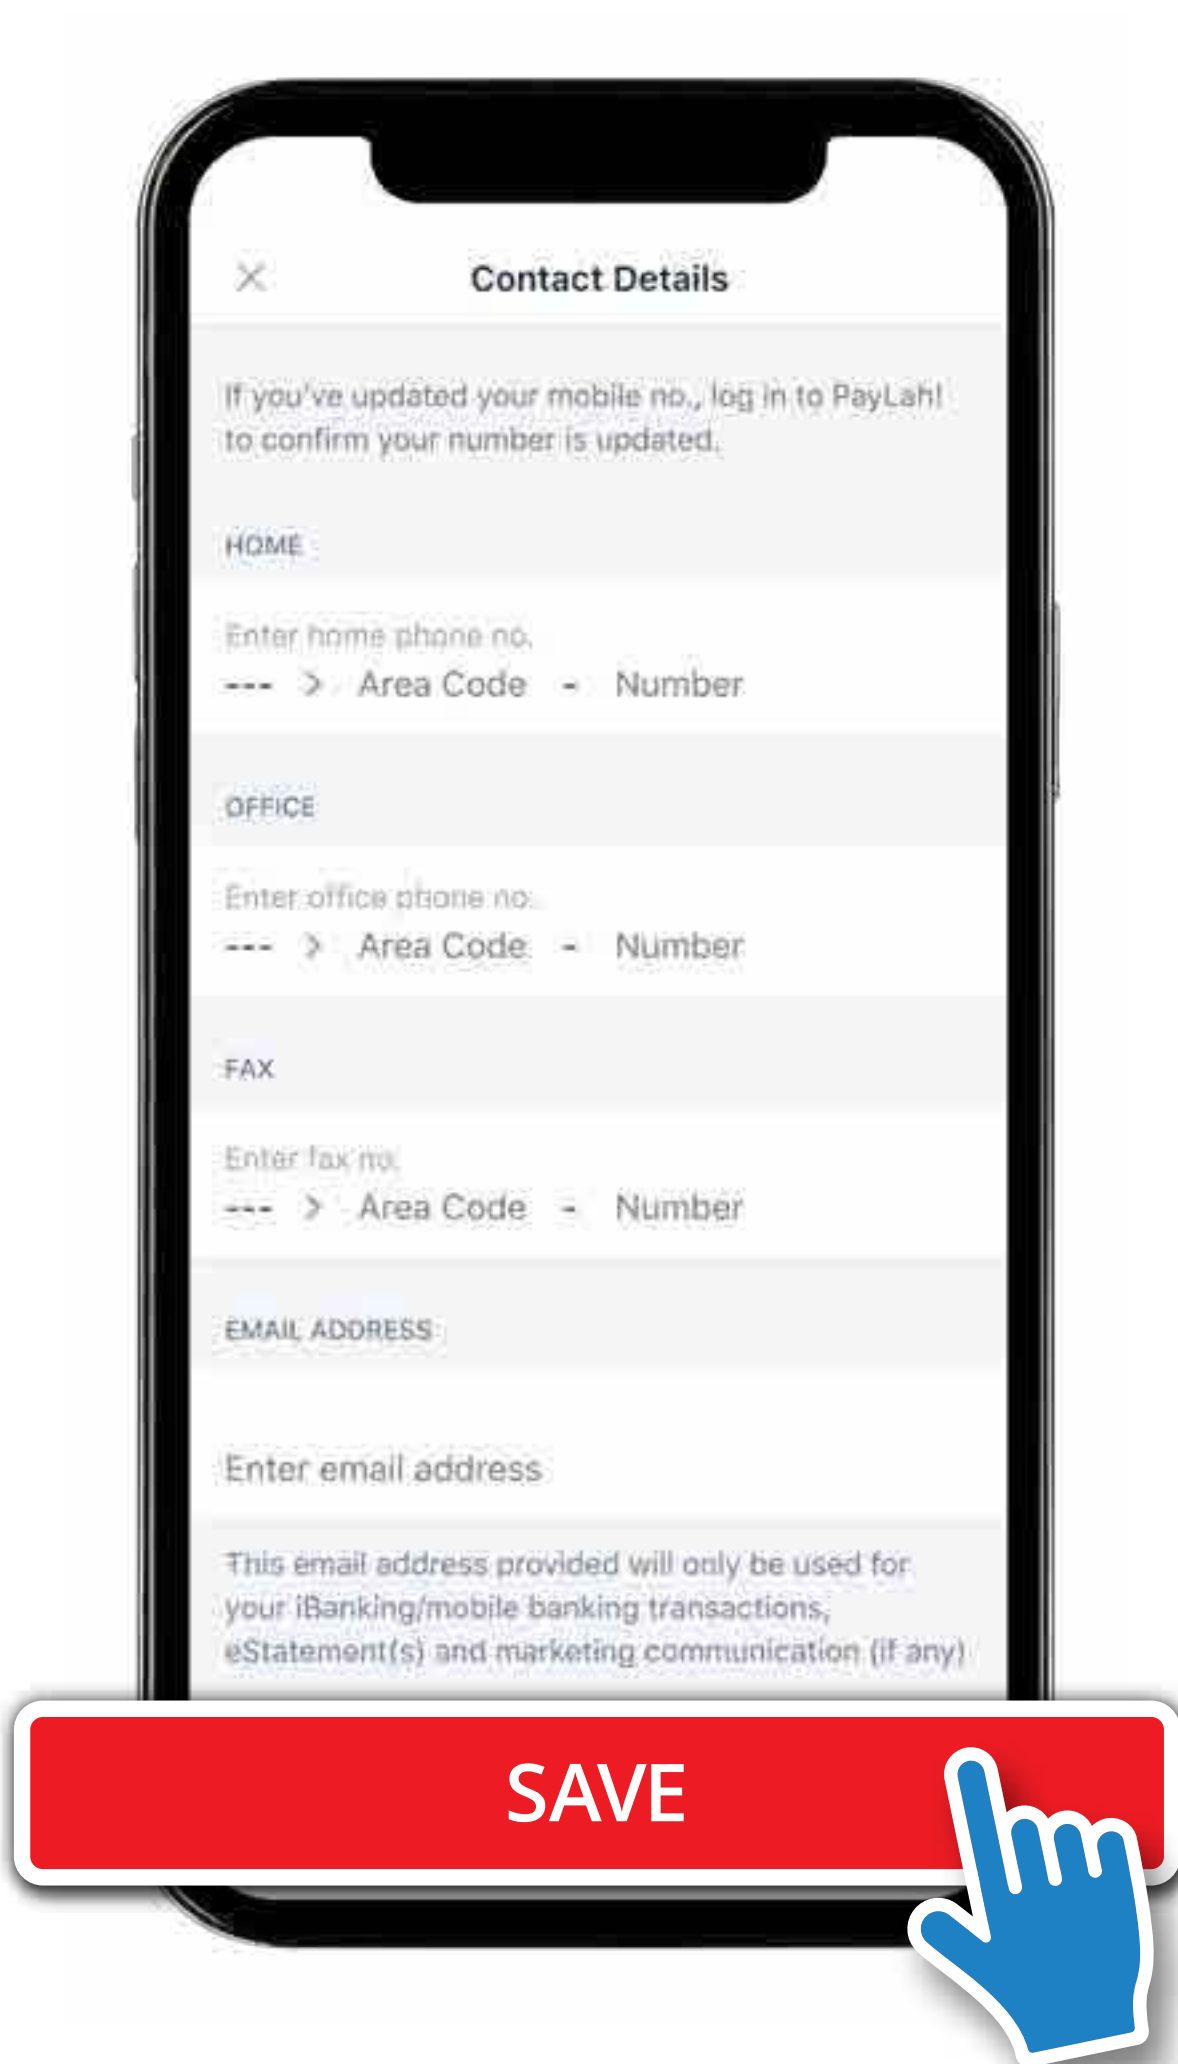 Contact Details
If you've updated your mobile no., log in to PayLah!
to confirm your number is updated.
HOME
Enter home phone no.
--- > Area Code - Number
OFFICE
Enter office phone no.
--- > Area Code - Number
FAX
Enter fax no.
--- > Area Code - Number
EMAIL ADDRESS
Enter email address
This email address provided will only be used for
your iBanking/mobile banking transactions,
eStatement(s) and marketing communication (if any)
SAVE